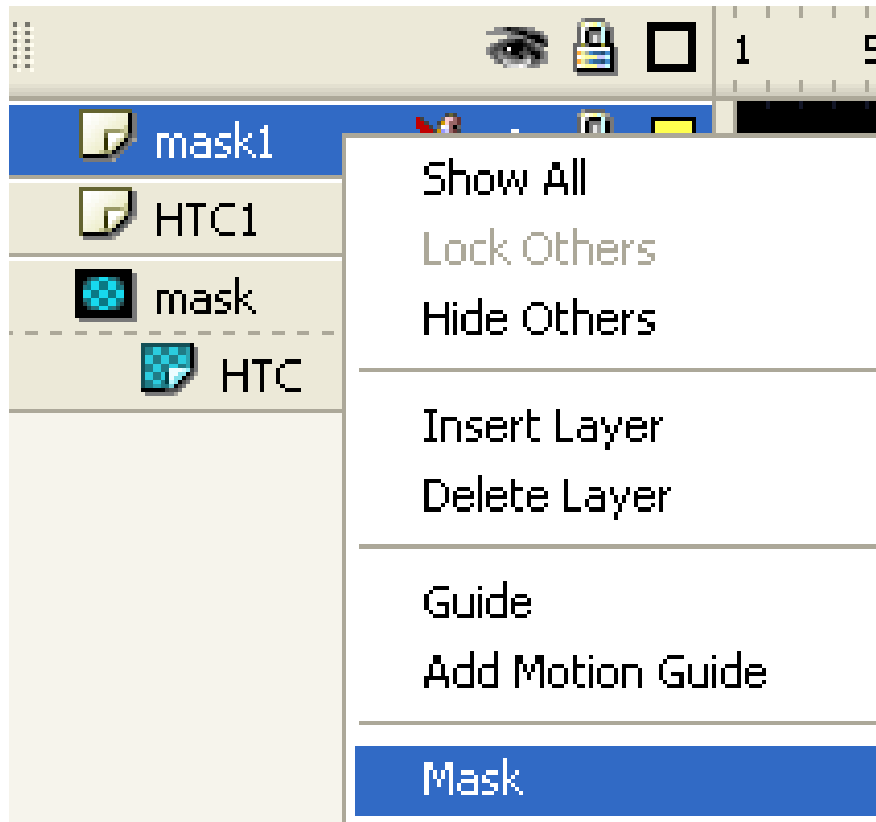 1 5
mask1
HTC1
mask
HTC
Show All
Lock Others
Hide Others
Insert Layer
Delete Layer
Guide
Add Motion Guide
Mask